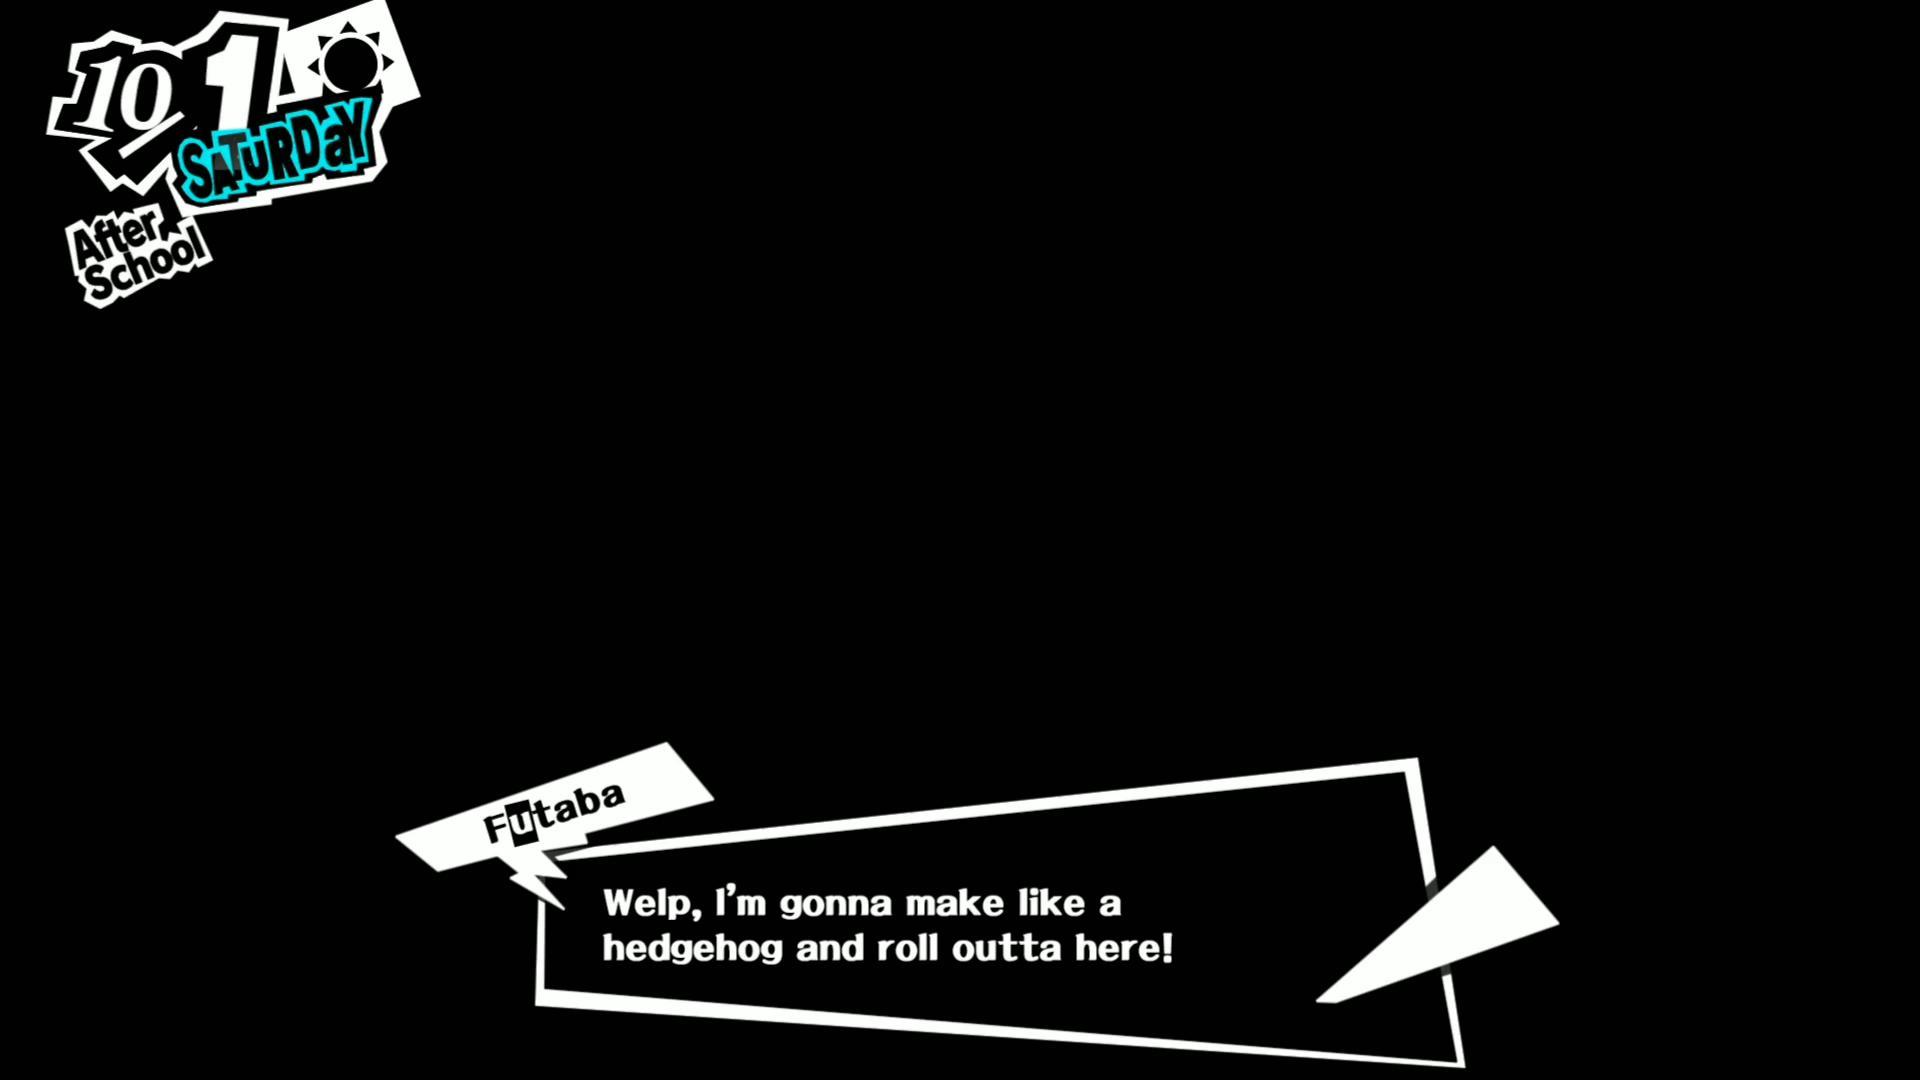 10/1
SATURDaY
After School
Futaba
Welp, I'm gonna make like a
hedgehog and roll outta here!